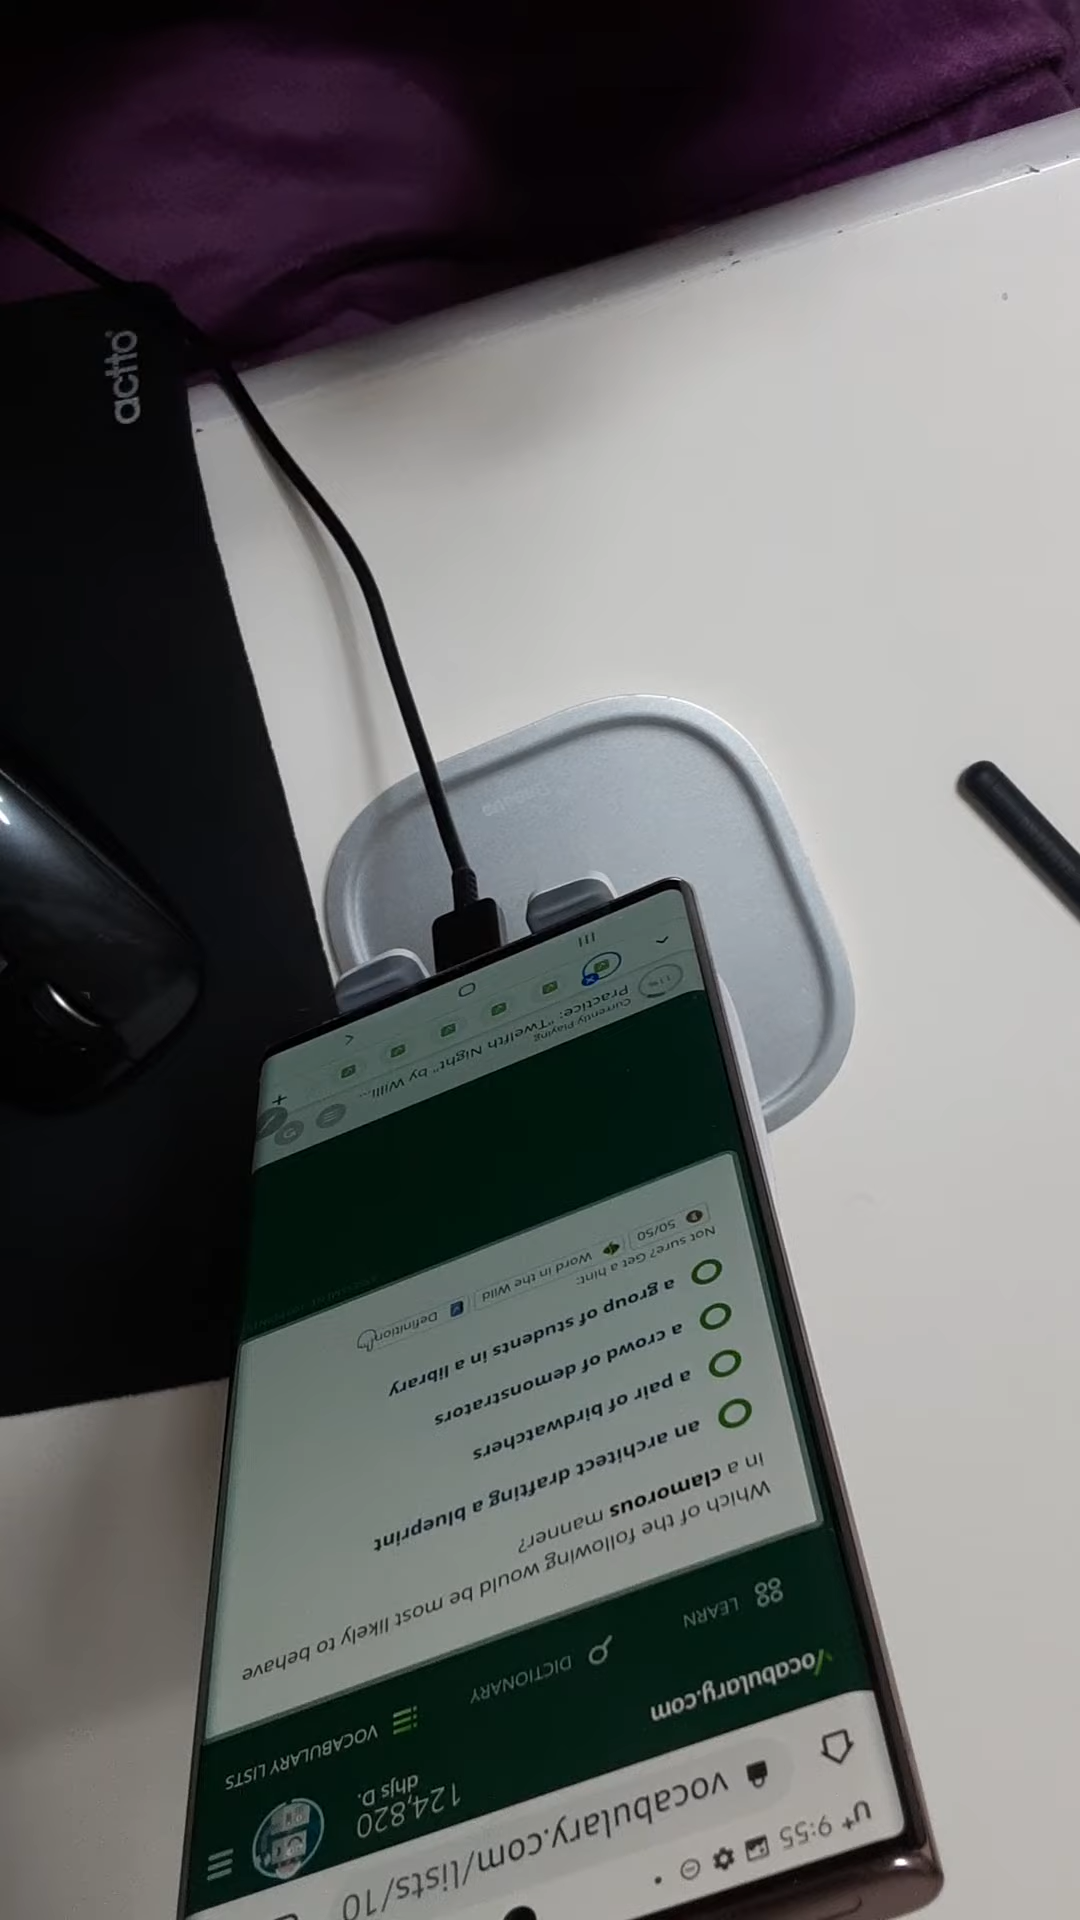 actto
SAMSUNG
U+ 9:55
vocabulary.com/lists/10
Vocabulary.com
124,820
dhjs D.
LEARN
DICTIONARY
VOCABULARY LISTS
Which of the following would be most likely to behave
in a clamorous manner?
an architect drafting a blueprint
a pair of birdwatchers
a crowd of demonstrators
a group of students in a library
Not sure? Get a hint:
50/50
Word in the Wild
Definition
11%
Currently Playing
Practice: "Twelfth Night" by Willi...